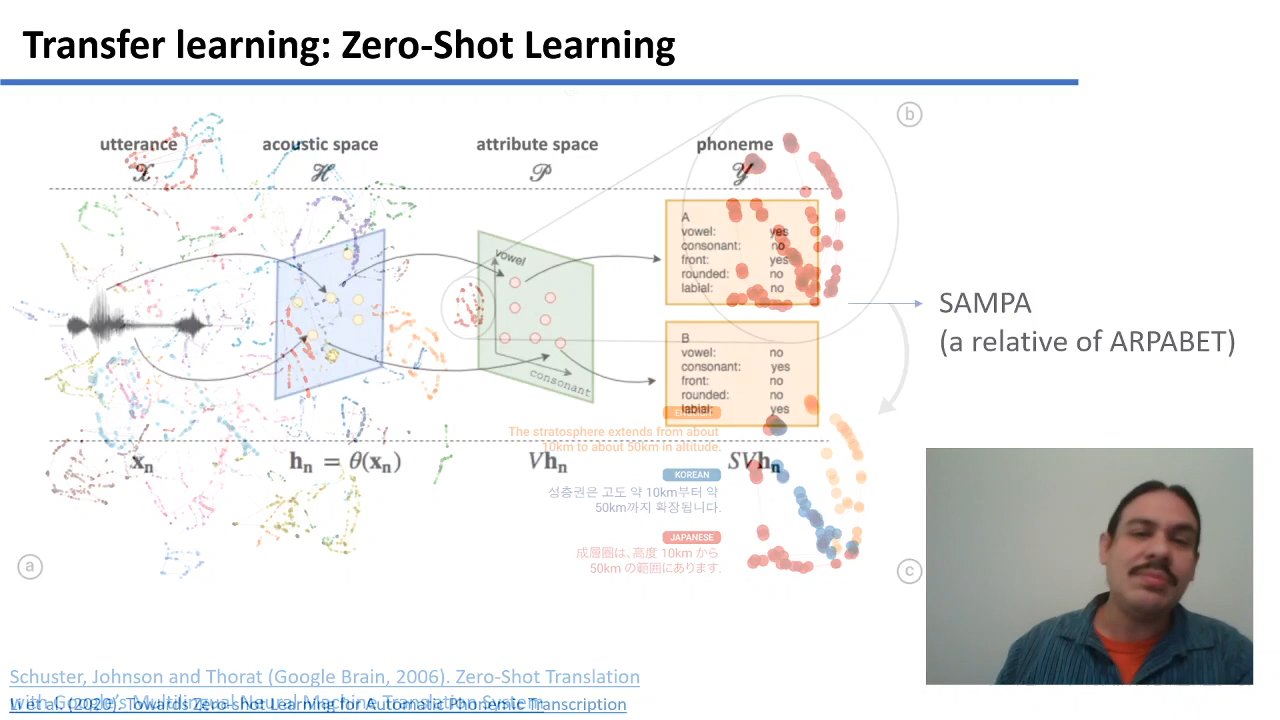 Transfer learning: Zero-Shot Learning
b
utterance
acoustic space
attribute space
phoneme
𝒳
ℋ
𝒫
𝒴
A
vowel: yes
consonant: no
front: yes
rounded: no
labial: no
vowel
consonant
B
vowel: no
consonant: yes
front: no
rounded: no
labial: yes
SAMPA
(a relative of ARPABET)
ENGLISH
The stratosphere extends from about
10km to about 50km in altitude.
xₙ
hₙ = θ(xₙ)
Vhₙ
SVhₙ
KOREAN
성층권은 고도 약 10km부터 약
50km까지 확장됩니다.
JAPANESE
成層圏は、高度 10km から
50km の範囲にあります。
a
c
Schuster, Johnson and Thorat (Google Brain, 2006). Zero-Shot Translation
with Google's Multilingual Neural Machine Translation System
Li et al. (2020). Towards Zero-shot Learning for Automatic Phonemic Transcription